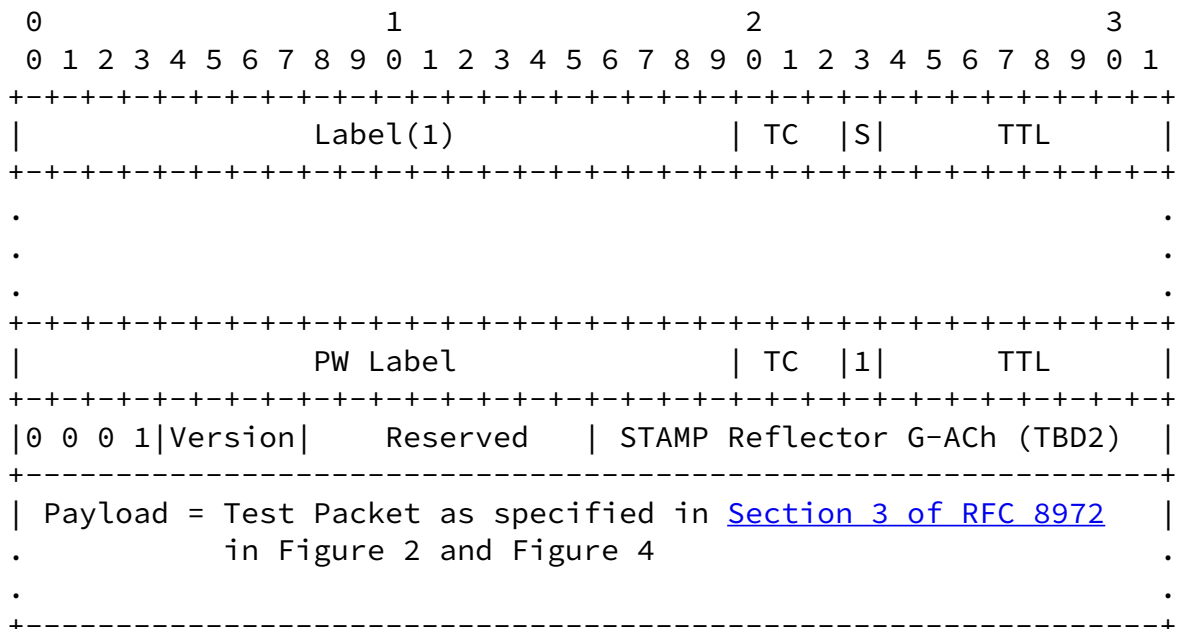 0                   1                   2                   3
 0 1 2 3 4 5 6 7 8 9 0 1 2 3 4 5 6 7 8 9 0 1 2 3 4 5 6 7 8 9 0 1
+-+-+-+-+-+-+-+-+-+-+-+-+-+-+-+-+-+-+-+-+-+-+-+-+-+-+-+-+-+-+-+-+
|                Label(1)               | TC  |S|      TTL      |
+-+-+-+-+-+-+-+-+-+-+-+-+-+-+-+-+-+-+-+-+-+-+-+-+-+-+-+-+-+-+-+-+
.                                                               .
.                                                               .
.                                                               .
+-+-+-+-+-+-+-+-+-+-+-+-+-+-+-+-+-+-+-+-+-+-+-+-+-+-+-+-+-+-+-+-+
|                PW Label               | TC  |1|      TTL      |
+-+-+-+-+-+-+-+-+-+-+-+-+-+-+-+-+-+-+-+-+-+-+-+-+-+-+-+-+-+-+-+-+
|0 0 0 1|Version|    Reserved   | STAMP Reflector G-ACh (TBD2)  |
+---------------------------------------------------------------+
| Payload = Test Packet as specified in Section 3 of RFC 8972   |
.           in Figure 2 and Figure 4                            .
.                                                               .
+---------------------------------------------------------------+